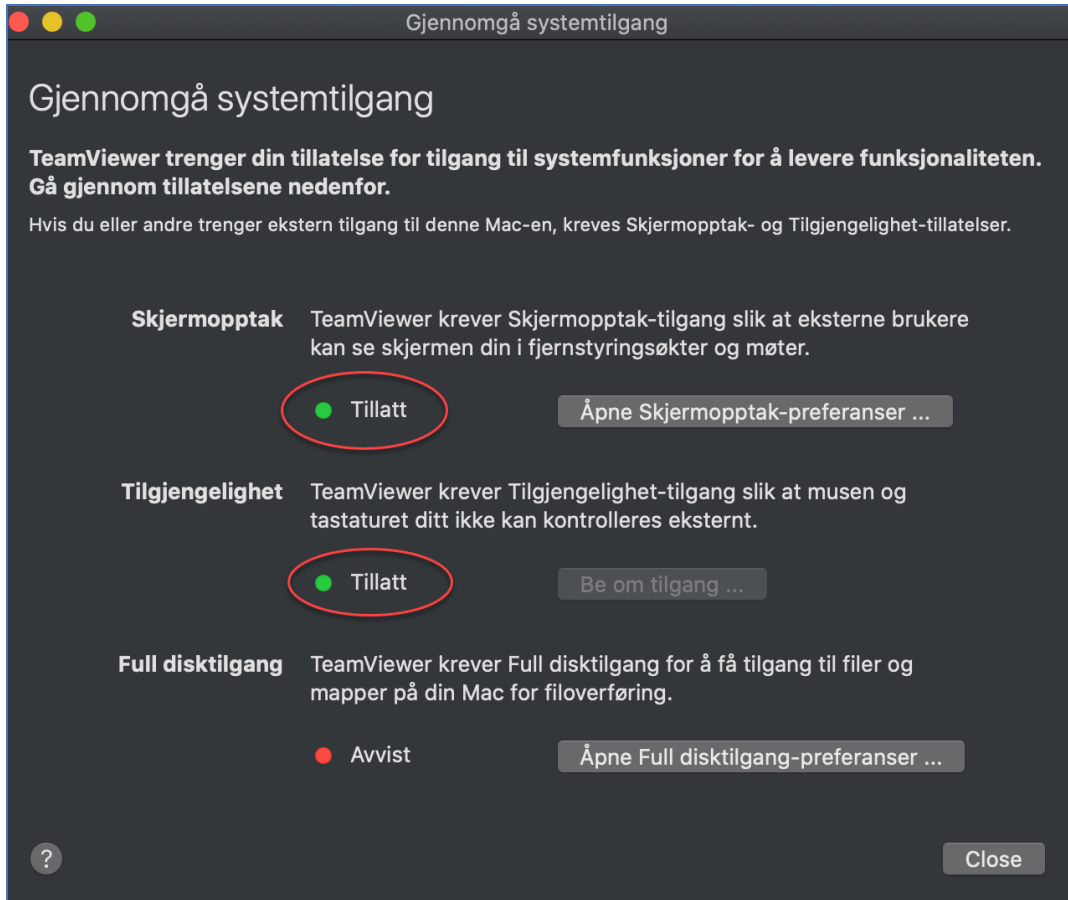 Gjennomgå systemtilgang
Gjennomgå systemtilgang
TeamViewer trenger din tillatelse for tilgang til systemfunksjoner for å levere funksjonaliteten.
Gå gjennom tillatelsene nedenfor.
Hvis du eller andre trenger ekstern tilgang til denne Mac-en, kreves Skjermopptak- og Tilgjengelighet-tillatelser.
Skjermopptak TeamViewer krever Skjermopptak-tilgang slik at eksterne brukere
kan se skjermen din i fjernstyringsøkter og møter.
Tillatt Åpne Skjermopptak-preferanser ...
Tilgjengelighet TeamViewer krever Tilgjengelighet-tilgang slik at musen og
tastaturet ditt ikke kan kontrolleres eksternt.
Tillatt Be om tilgang ...
Full disktilgang TeamViewer krever Full disktilgang for å få tilgang til filer og
mapper på din Mac for filoverføring.
Avvist Åpne Full disktilgang-preferanser ...
? Close